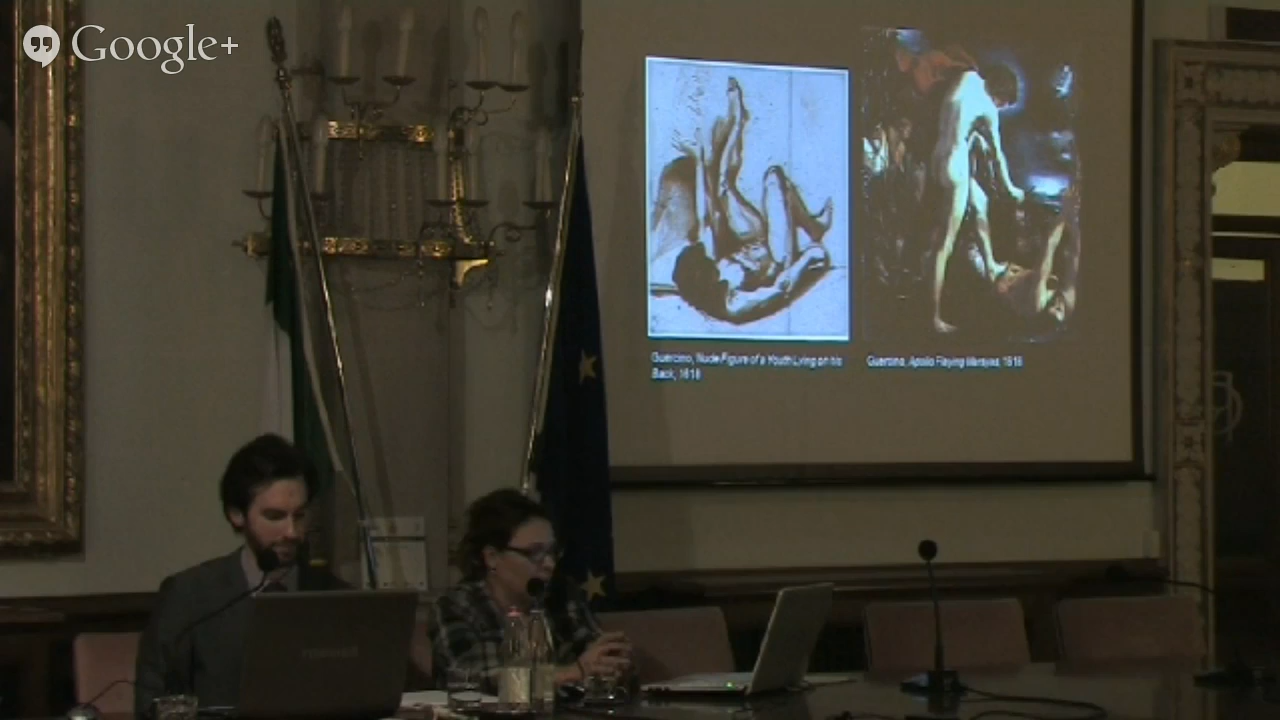 Google+
Guercino, Nude Figure of a Youth Lying on his
Back, 1618
Guercino, Apollo Flaying Marsyas, 1618